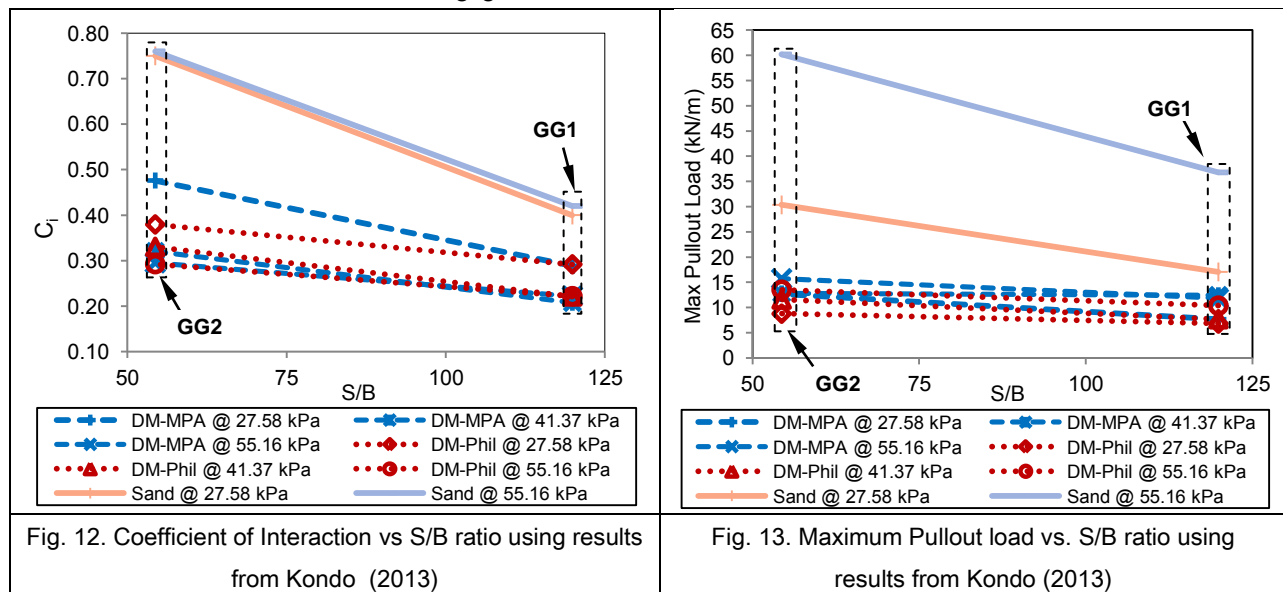 0.80
0.70
0.60
0.50
0.40
0.30
0.20
0.10
Ci
50 75 100 125
S/B
GG1
GG2
DM-MPA @ 27.58 kPa DM-MPA @ 41.37 kPa
DM-MPA @ 55.16 kPa DM-Phil @ 27.58 kPa
DM-Phil @ 41.37 kPa DM-Phil @ 55.16 kPa
Sand @ 27.58 kPa Sand @ 55.16 kPa
Fig. 12. Coefficient of Interaction vs S/B ratio using results
from Kondo (2013)
65
60
55
50
45
40
35
30
25
20
15
10
5
0
Max Pullout Load (kN/m)
50 75 100 125
S/B
GG1
GG2
DM-MPA @ 27.58 kPa DM-MPA @ 41.37 kPa
DM-MPA @ 55.16 kPa DM-Phil @ 27.58 kPa
DM-Phil @ 41.37 kPa DM-Phil @ 55.16 kPa
Sand @ 27.58 kPa Sand @ 55.16 kPa
Fig. 13. Maximum Pullout load vs. S/B ratio using
results from Kondo (2013)